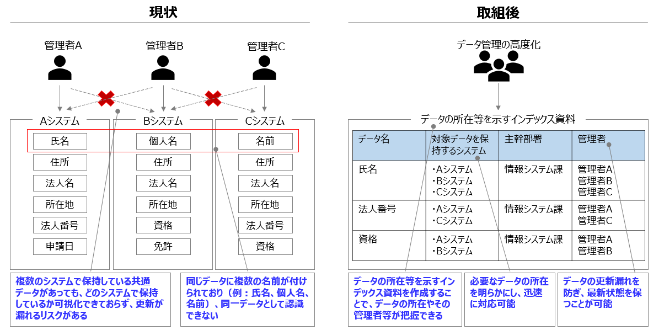 現状
管理者A
管理者B
管理者C
Aシステム
氏名
住所
法人名
所在地
法人番号
申請日
Bシステム
個人名
住所
法人名
所在地
資格
免許
Cシステム
名前
住所
法人名
所在地
法人番号
資格
複数のシステムで保持している共通
データがあっても、どのシステムで保持
しているか可視化できておらず、更新が
漏れるリスクがある
同じデータに複数の名前が付け
られており（例：氏名、個人名、
名前）、同一データとして認識
できない
取組後
データ管理の高度化
データの所在等を示すインデックス資料
データ名
対象データを保
持するシステム
主幹部署
管理者
氏名
・Aシステム
・Bシステム
・Cシステム
情報システム課
管理者A
管理者B
管理者C
法人番号
・Aシステム
・Cシステム
情報システム課
管理者A
管理者C
資格
・Aシステム
・Bシステム
情報システム課
管理者A
管理者B
データの所在等を示すイン
デックス資料を作成すること
で、データの所在やその
管理者等が把握できる
必要なデータの所在
を明らかにし、迅速
に対応可能
データの更新漏れを
防ぎ、最新状態を保
つことが可能